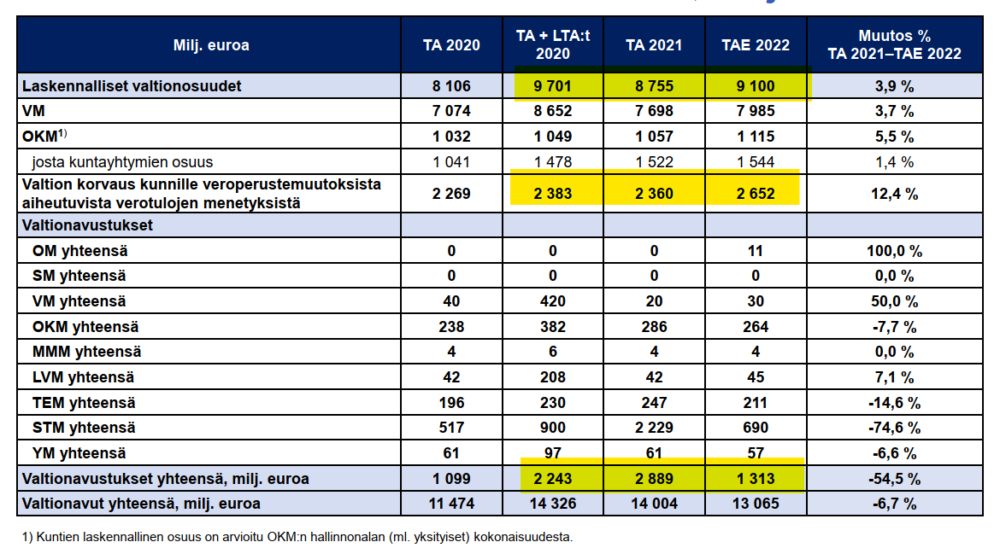 Milj. euroa TA 2020 TA + LTA:t 2020 TA 2021 TAE 2022 Muutos % TA 2021–TAE 2022
Laskennalliset valtionosuudet 8 106 9 701 8 755 9 100 3,9 %
VM 7 074 8 652 7 698 7 985 3,7 %
OKM1) 1 032 1 049 1 057 1 115 5,5 %
josta kuntayhtymien osuus 1 041 1 478 1 522 1 544 1,4 %
Valtion korvaus kunnille veroperustemuutoksista
aiheutuvista verotulojen menetyksistä 2 269 2 383 2 360 2 652 12,4 %
Valtionavustukset
OM yhteensä 0 0 0 11 100,0 %
SM yhteensä 0 0 0 0 0,0 %
VM yhteensä 40 420 20 30 50,0 %
OKM yhteensä 238 382 286 264 -7,7 %
MMM yhteensä 4 6 4 4 0,0 %
LVM yhteensä 42 208 42 45 7,1 %
TEM yhteensä 196 230 247 211 -14,6 %
STM yhteensä 517 900 2 229 690 -74,6 %
YM yhteensä 61 97 61 57 -6,6 %
Valtionavustukset yhteensä, milj. euroa 1 099 2 243 2 889 1 313 -54,5 %
Valtionavut yhteensä, milj. euroa 11 474 14 326 14 004 13 065 -6,7 %
1) Kuntien laskennallinen osuus on arvioitu OKM:n hallinnonalan (ml. yksityiset) kokonaisuudesta.